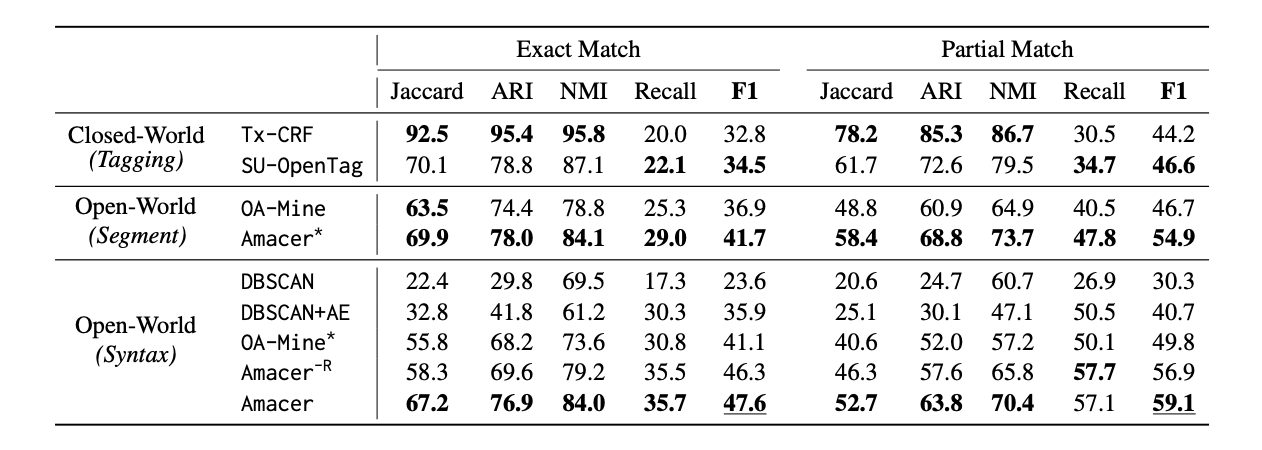 Exact Match Partial Match
Jaccard ARI NMI Recall F1 Jaccard ARI NMI Recall F1
Closed-World (Tagging) Tx-CRF 92.5 95.4 95.8 20.0 32.8 78.2 85.3 86.7 30.5 44.2
SU-OpenTag 70.1 78.8 87.1 22.1 34.5 61.7 72.6 79.5 34.7 46.6
Open-World (Segment) OA-Mine 63.5 74.4 78.8 25.3 36.9 48.8 60.9 64.9 40.5 46.7
Amacer* 69.9 78.0 84.1 29.0 41.7 58.4 68.8 73.7 47.8 54.9
Open-World (Syntax) DBSCAN 22.4 29.8 69.5 17.3 23.6 20.6 24.7 60.7 26.9 30.3
DBSCAN+AE 32.8 41.8 61.2 30.3 35.9 25.1 30.1 47.1 50.5 40.7
OA-Mine* 55.8 68.2 73.6 30.8 41.1 40.6 52.0 57.2 50.1 49.8
Amacer-R 58.3 69.6 79.2 35.5 46.3 46.3 57.6 65.8 57.7 56.9
Amacer 67.2 76.9 84.0 35.7 47.6 52.7 63.8 70.4 57.1 59.1